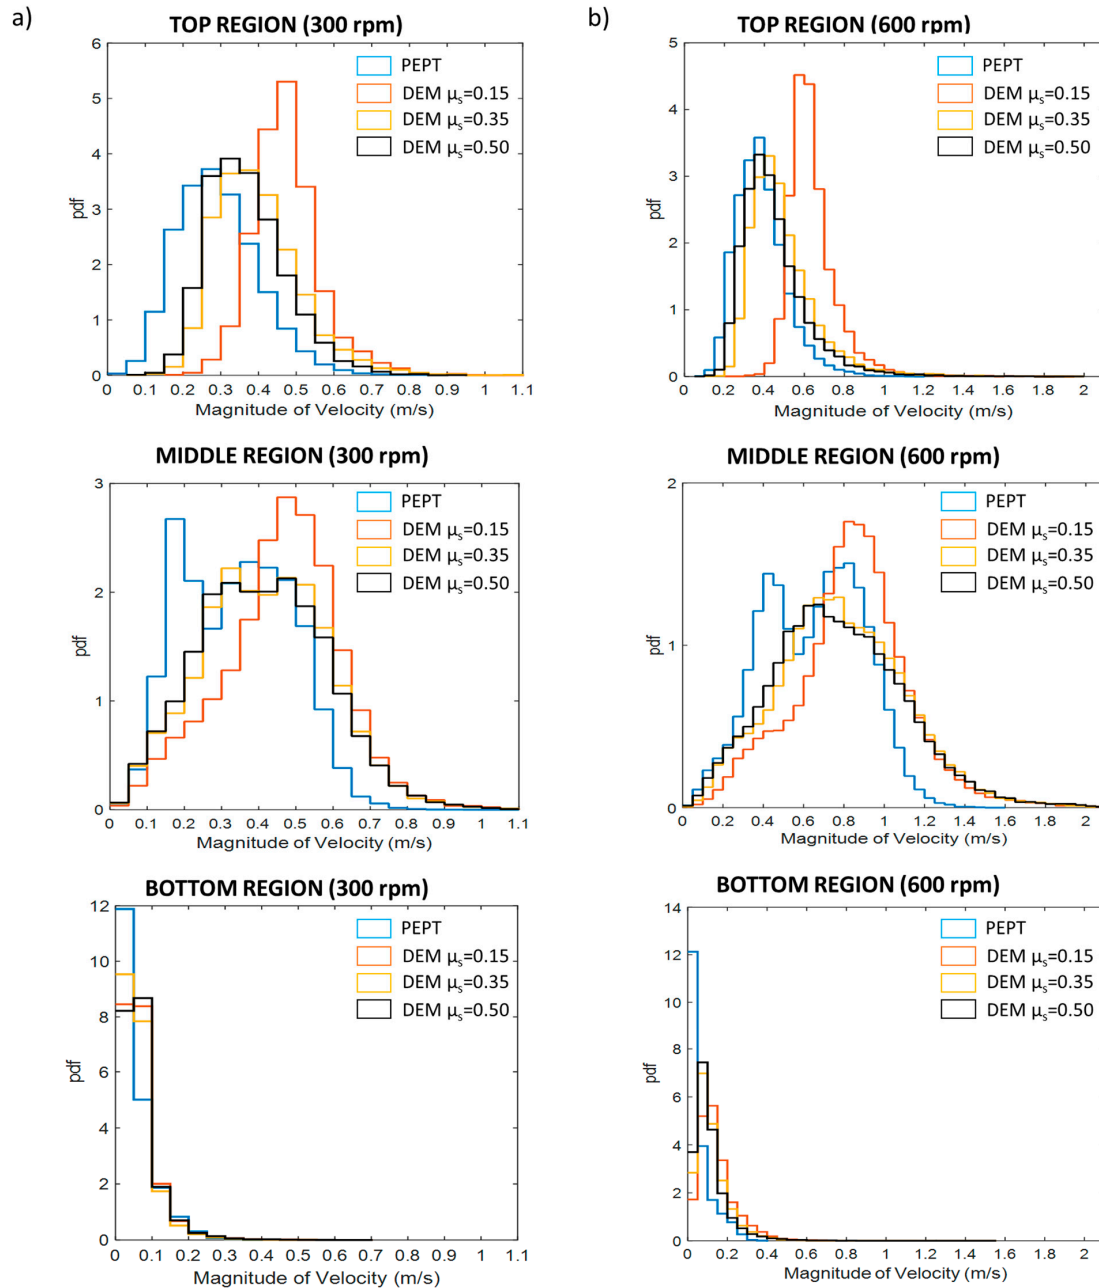 a)
TOP REGION (300 rpm)
6
5
4
3
2
1
0
pdf
PEPT
DEM μs=0.15
DEM μs=0.35
DEM μs=0.50
0 0.1 0.2 0.3 0.4 0.5 0.6 0.7 0.8 0.9 1 1.1
Magnitude of Velocity (m/s)
MIDDLE REGION (300 rpm)
3
2
1
0
pdf
PEPT
DEM μs=0.15
DEM μs=0.35
DEM μs=0.50
0 0.1 0.2 0.3 0.4 0.5 0.6 0.7 0.8 0.9 1 1.1
Magnitude of Velocity (m/s)
BOTTOM REGION (300 rpm)
12
10
8
6
4
2
0
pdf
PEPT
DEM μs=0.15
DEM μs=0.35
DEM μs=0.50
0 0.1 0.2 0.3 0.4 0.5 0.6 0.7 0.8 0.9 1 1.1
Magnitude of Velocity (m/s)
b)
TOP REGION (600 rpm)
5
4
3
2
1
0
pdf
PEPT
DEM μs=0.15
DEM μs=0.35
DEM μs=0.50
0 0.2 0.4 0.6 0.8 1 1.2 1.4 1.6 1.8 2
Magnitude of Velocity (m/s)
MIDDLE REGION (600 rpm)
2
1
0
pdf
PEPT
DEM μs=0.15
DEM μs=0.35
DEM μs=0.50
0 0.2 0.4 0.6 0.8 1 1.2 1.4 1.6 1.8 2
Magnitude of Velocity (m/s)
BOTTOM REGION (600 rpm)
14
12
10
8
6
4
2
0
pdf
PEPT
DEM μs=0.15
DEM μs=0.35
DEM μs=0.50
0 0.2 0.4 0.6 0.8 1 1.2 1.4 1.6 1.8 2
Magnitude of Velocity (m/s)